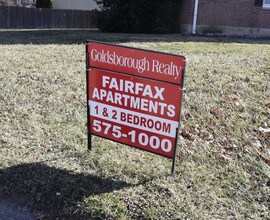 Goldsborough Realty
FAIRFAX
APARTMENTS
1 & 2 BEDROOM
575-1000